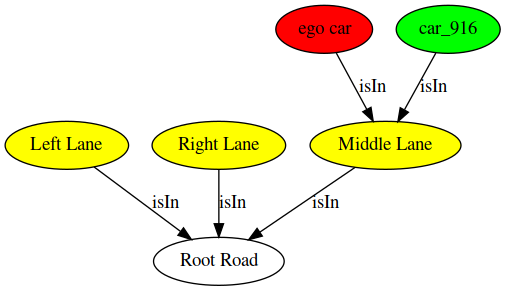 ego car
car_916
isIn
isIn
Left Lane
Right Lane
Middle Lane
isIn
isIn
isIn
Root Road